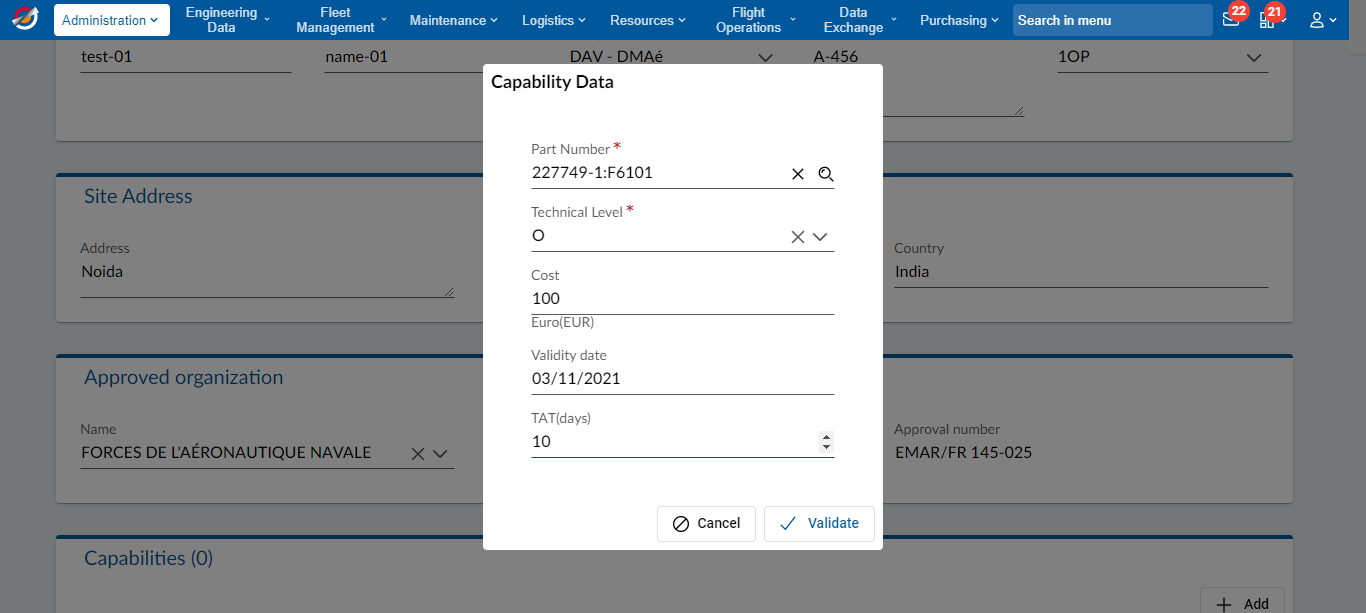 Administration
Engineering
Data
Fleet
Management
Maintenance
Logistics
Resources
Flight
Operations
Data
Exchange
Purchasing
Search in menu
22
21
test-01
name-01
DAV - DMAé
A-456
1OP
Capability Data
Part Number *
227749-1:F6101
Technical Level *
O
Cost
100
Euro(EUR)
Validity date
03/11/2021
TAT(days)
10
Cancel
Validate
Site Address
Address
Noida
Country
India
Approved organization
Name
FORCES DE L'AÉRONAUTIQUE NAVALE
Approval number
EMAR/FR 145-025
Capabilities (0)
Add